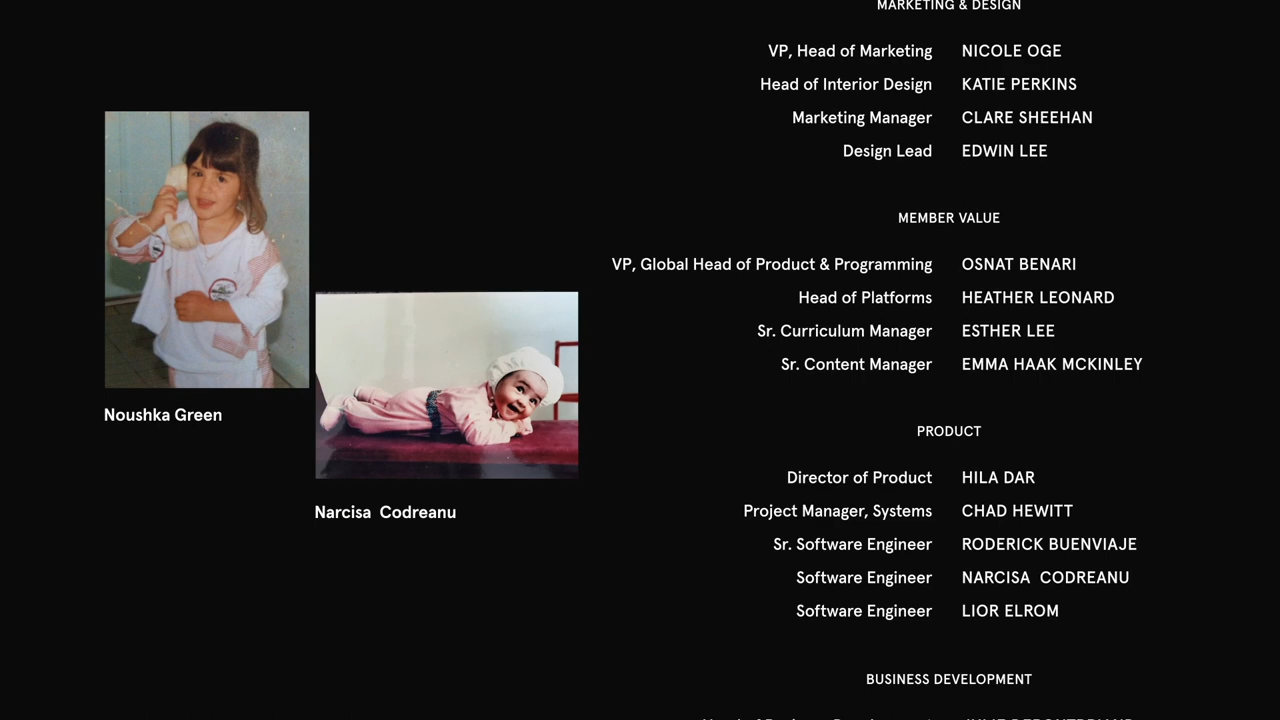 MARKETING & DESIGN
VP, Head of Marketing NICOLE OGE
Head of Interior Design KATIE PERKINS
Marketing Manager CLARE SHEEHAN
Design Lead EDWIN LEE
MEMBER VALUE
VP, Global Head of Product & Programming OSNAT BENARI
Head of Platforms HEATHER LEONARD
Sr. Curriculum Manager ESTHER LEE
Sr. Content Manager EMMA HAAK MCKINLEY
PRODUCT
Director of Product HILA DAR
Project Manager, Systems CHAD HEWITT
Sr. Software Engineer RODERICK BUENVIAJE
Software Engineer NARCISA  CODREANU
Software Engineer LIOR ELROM
BUSINESS DEVELOPMENT
Noushka Green
Narcisa  Codreanu